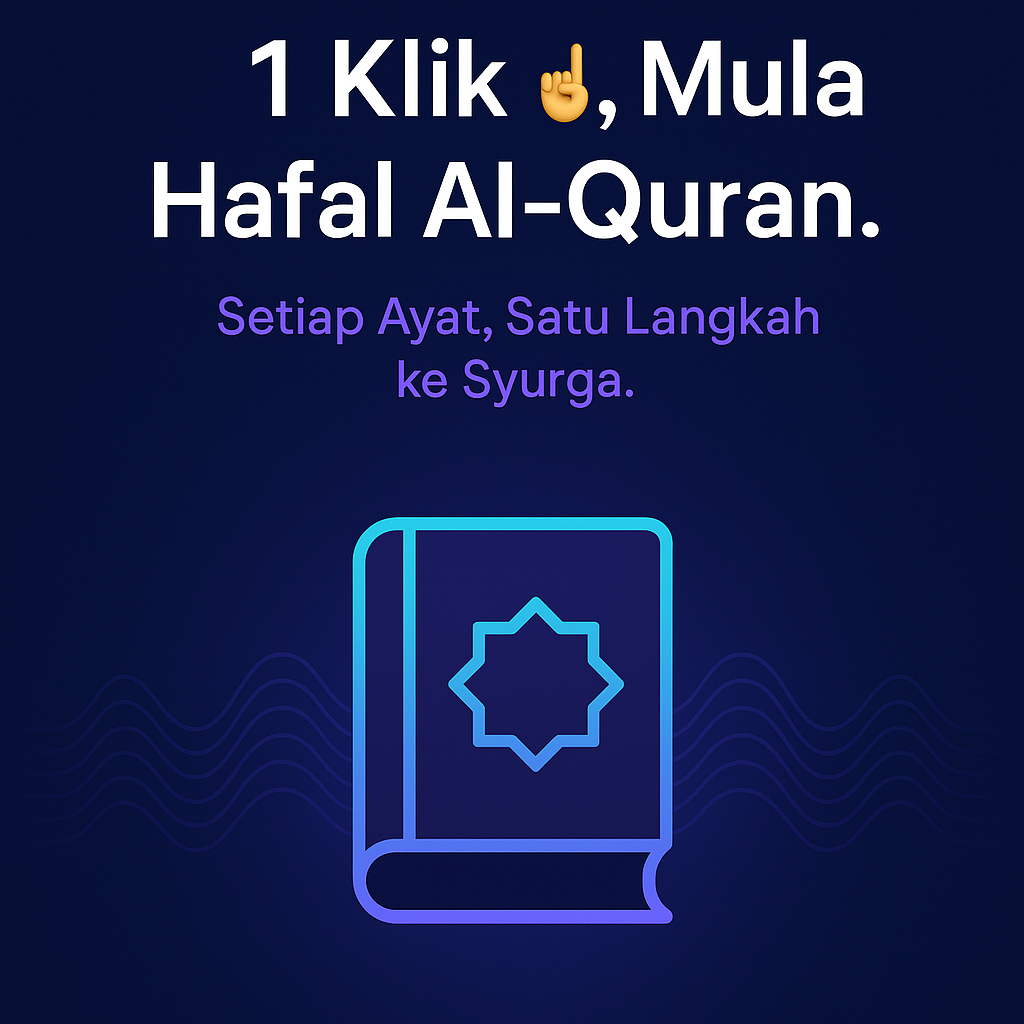 1 Klik ☝, Mula
Hafal Al-Quran.
Setiap Ayat, Satu Langkah
ke Syurga.